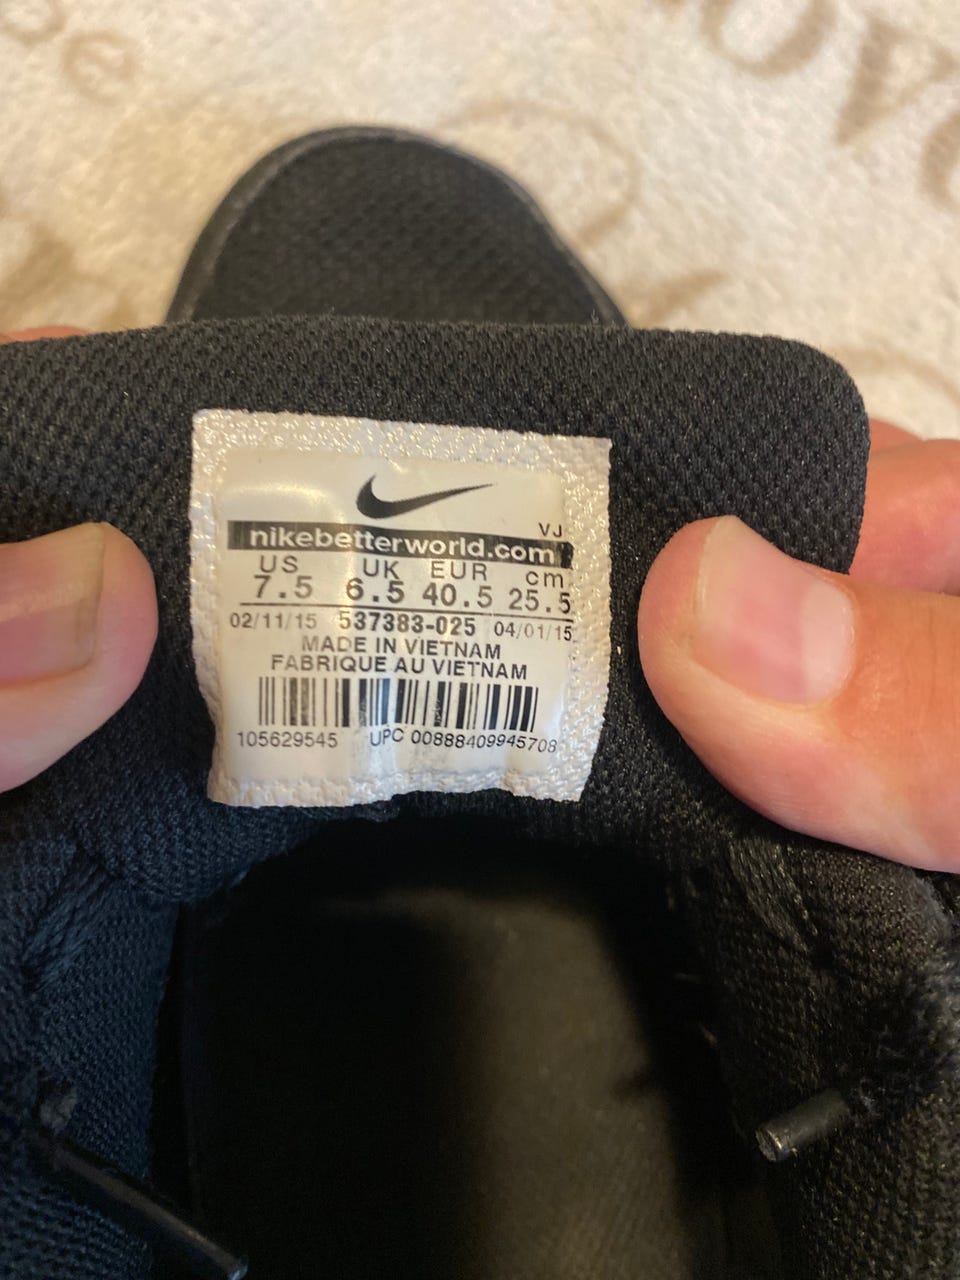 ove
e
VJ
nikebetterworld.com
US UK EUR cm
7.5 6.5 40.5 25.5
02/11/15 537383-025 04/01/15
MADE IN VIETNAM
FABRIQUE AU VIETNAM
105629545 UPC 00888409945708